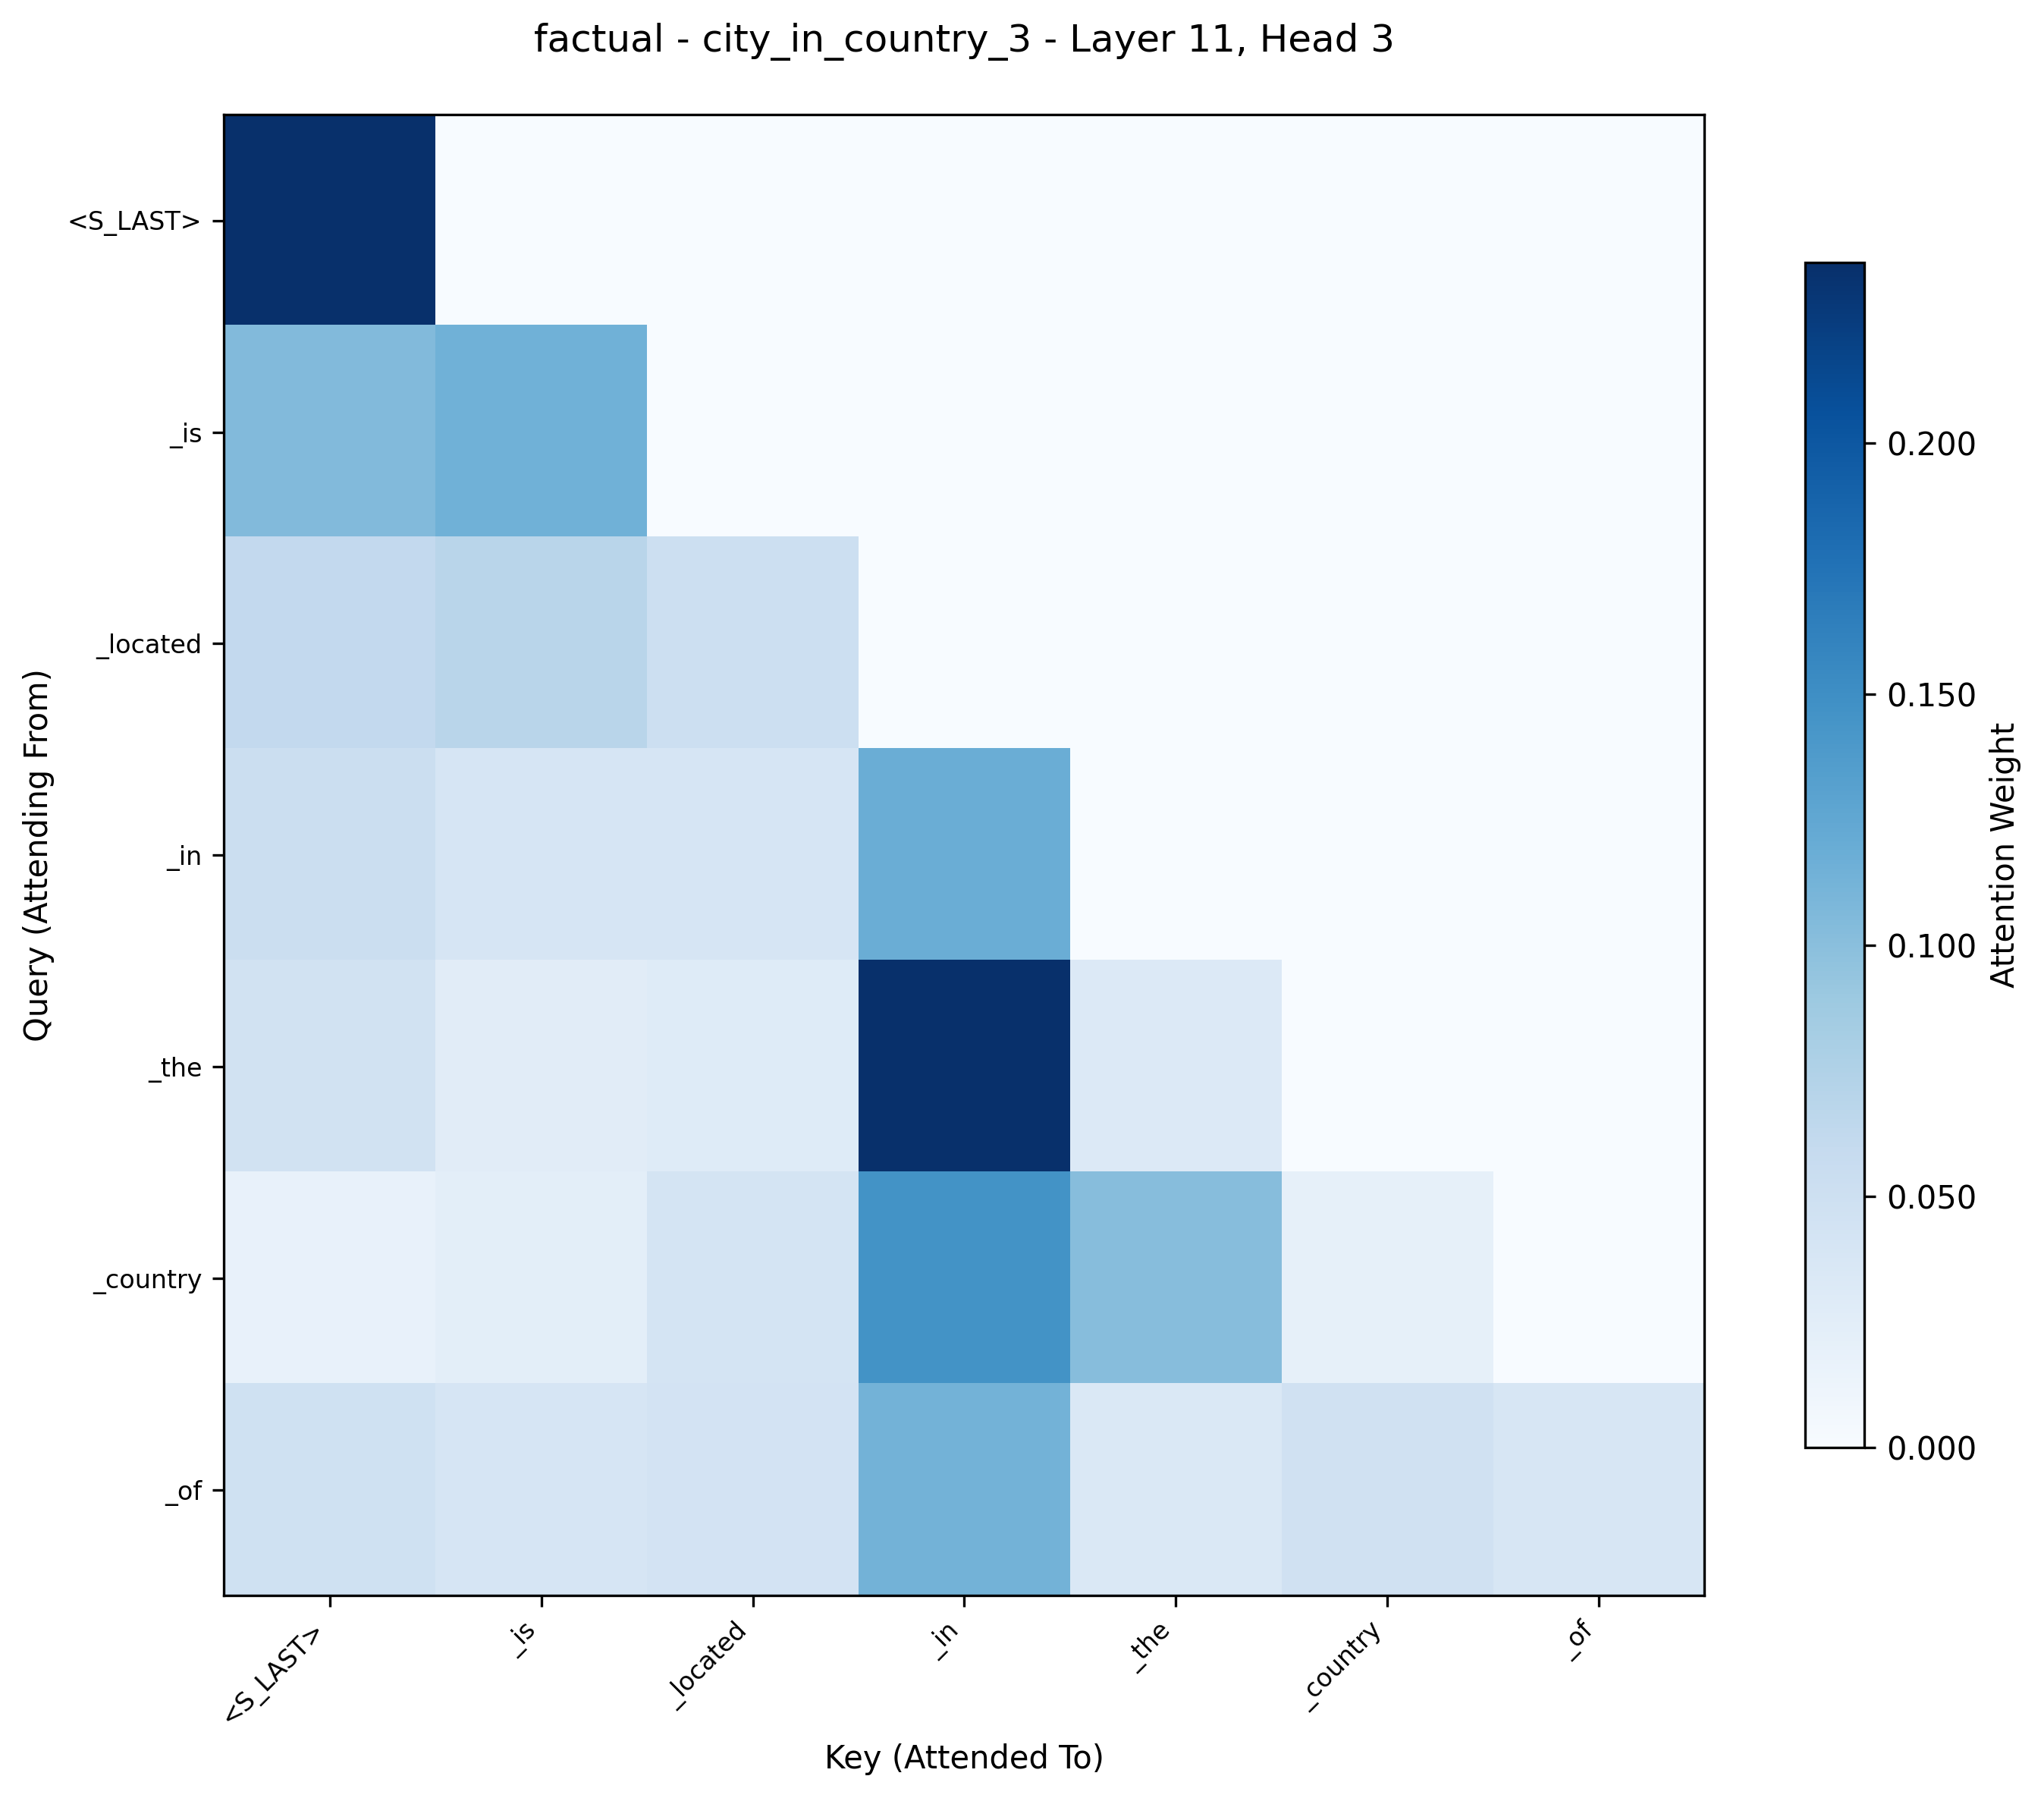 factual - city_in_country_3 - Layer 11, Head 3
Query (Attending From)
<S_LAST>
_is
_located
_in
_the
_country
_of
<S_LAST>
_is
_located
_in
_the
_country
_of
Key (Attended To)
0.200
0.150
0.100
0.050
0.000
Attention Weight